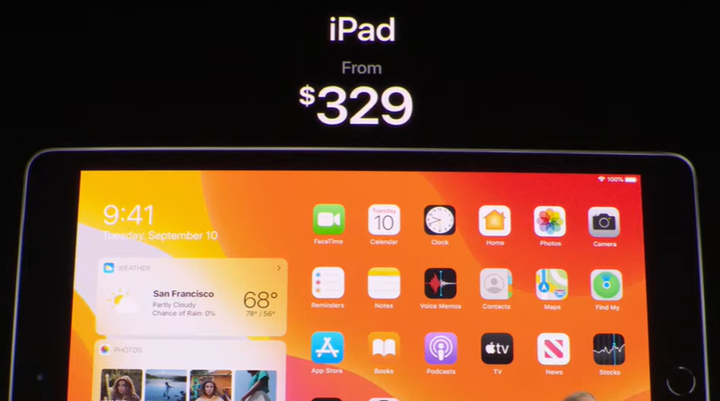 iPad
From
$329
100%
9:41
Tuesday, September 10
Tuesday
10
FaceTime
Calendar
Clock
Home
Photos
Camera
WEATHER
San Francisco
Partly Cloudy
Chance of Rain: 0%
68°
78° / 56°
Reminders
Notes
Voice Memos
Contacts
Maps
Find My
PHOTOS
tv
App Store
Books
Podcasts
TV
News
Stocks